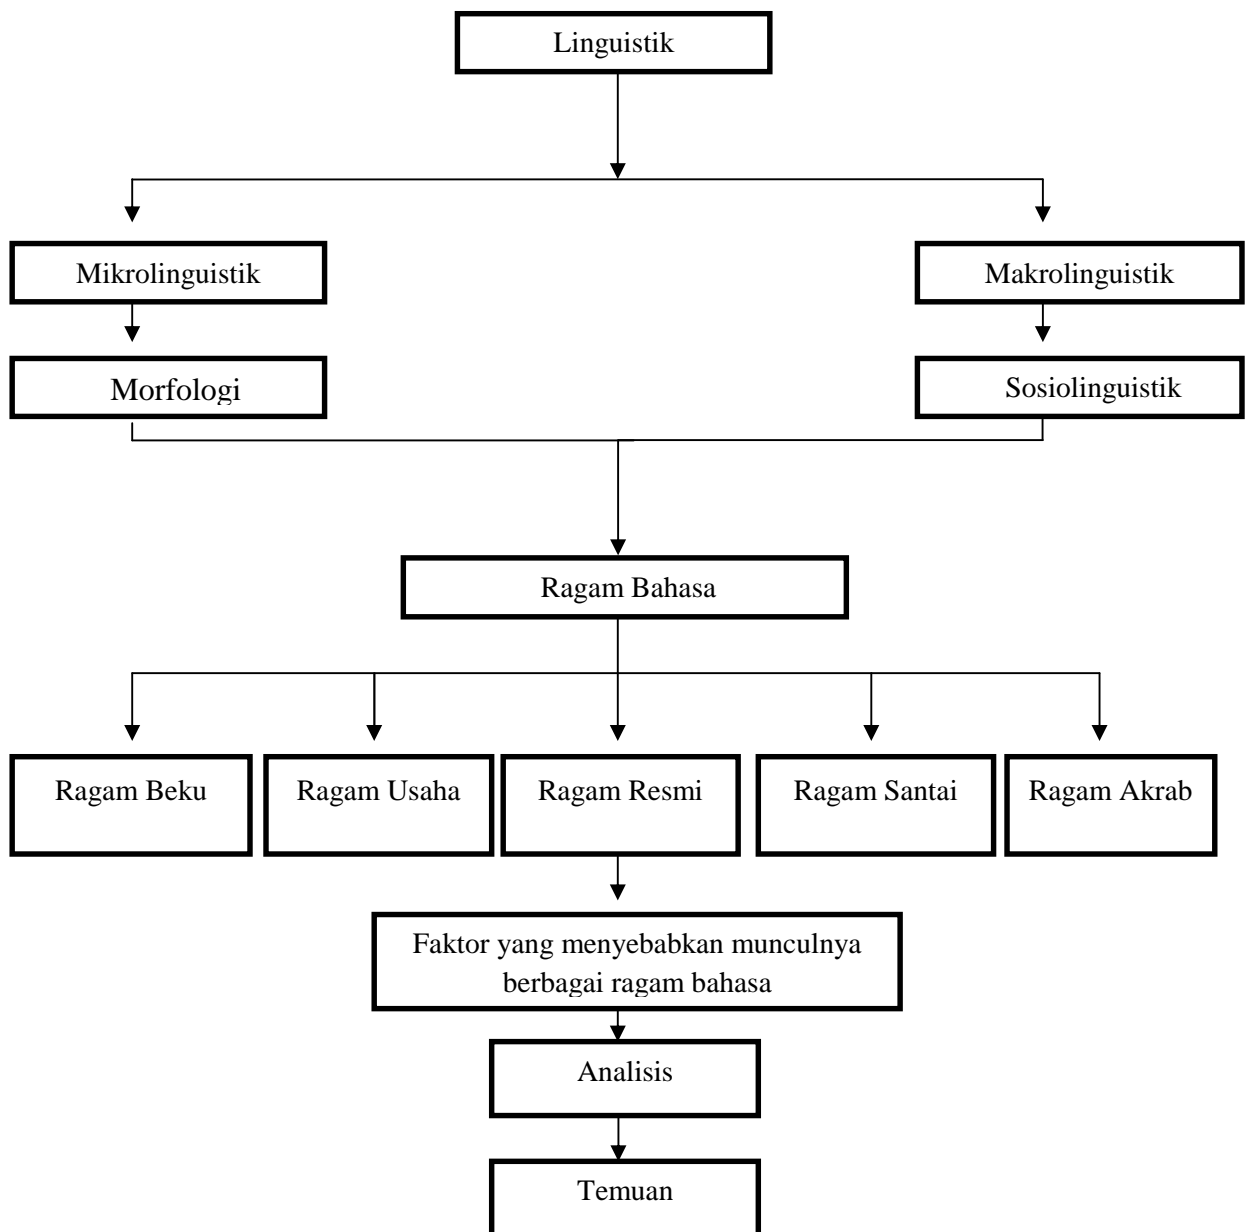 Linguistik
Mikrolinguistik
Makrolinguistik
Morfologi
Sosiolinguistik
Ragam Bahasa
Ragam Beku
Ragam Usaha
Ragam Resmi
Ragam Santai
Ragam Akrab
Faktor yang menyebabkan munculnya
berbagai ragam bahasa
Analisis
Temuan